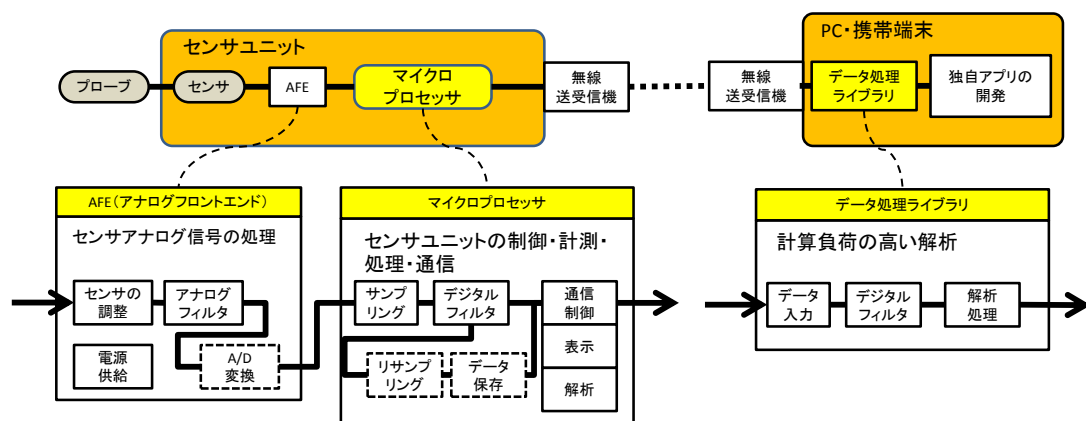 センサユニット
PC・携帯端末
プローブ
センサ
AFE
マイクロ
プロセッサ
無線
送受信機
無線
送受信機
データ処理
ライブラリ
独自アプリの
開発
AFE(アナログフロントエンド)
センサアナログ信号の処理
センサの
調整
アナログ
フィルタ
電源
供給
A/D
変換
マイクロプロセッサ
センサユニットの制御・計測・
処理・通信
サンプ
リング
デジタル
フィルタ
通信
制御
リサンプ
リング
データ
保存
表示
解析
データ処理ライブラリ
計算負荷の高い解析
データ
入力
デジタル
フィルタ
解析
処理